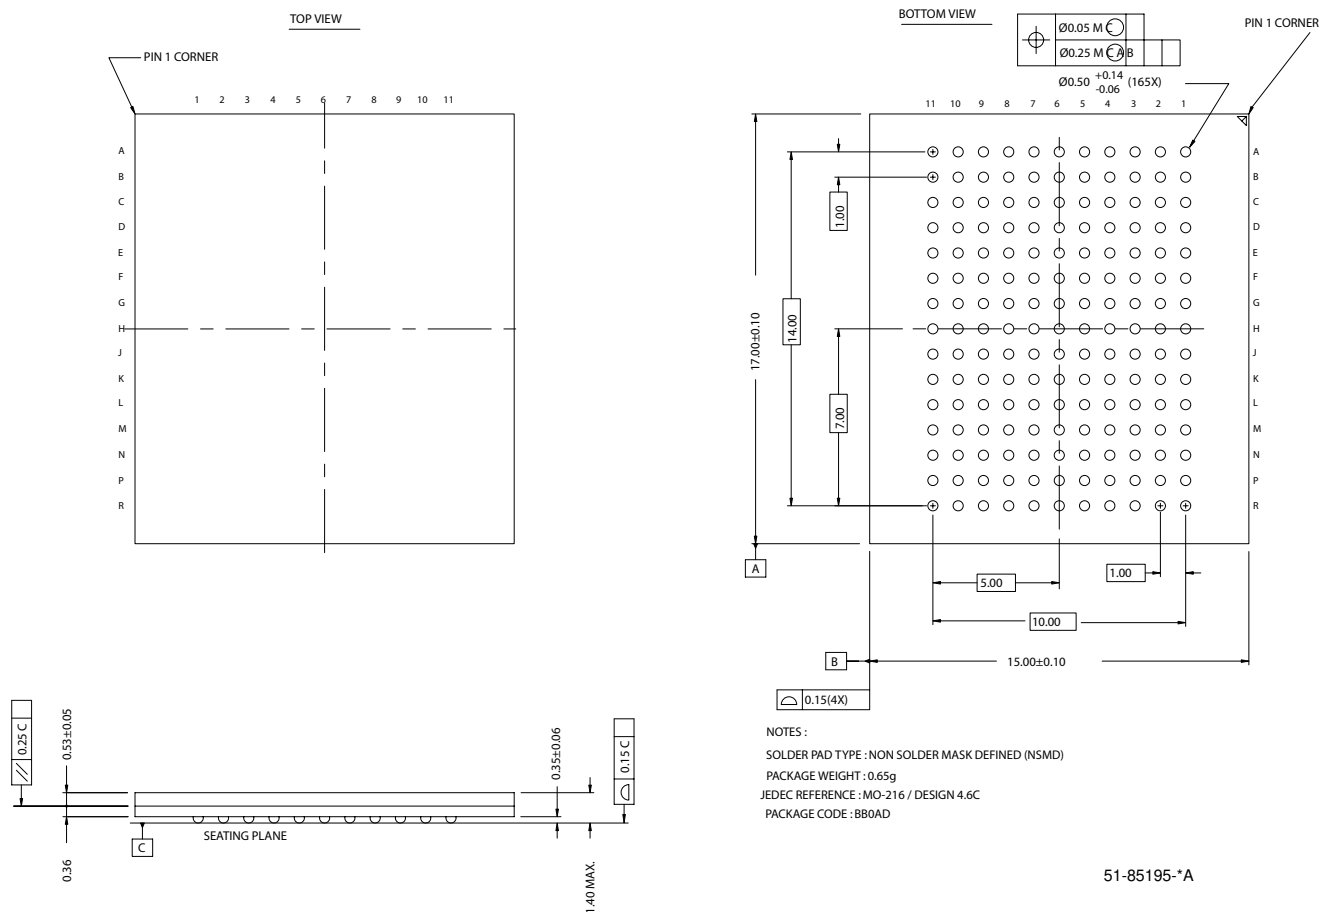 TOP VIEW
PIN 1 CORNER
1 2 3 4 5 6 7 8 9 10 11
A
B
C
D
E
F
G
H
J
K
L
M
N
P
R
BOTTOM VIEW
PIN 1 CORNER
Ø0.05 M C
Ø0.25 M C A B
Ø0.50 +0.14 -0.06 (165X)
11 10 9 8 7 6 5 4 3 2 1
A
B
C
D
E
F
G
H
J
K
L
M
N
P
R
1.00
14.00
17.00±0.10
7.00
A
5.00
1.00
10.00
B
15.00±0.10
0.15(4X)
0.25 C
0.53±0.05
0.35±0.06
0.15 C
SEATING PLANE
C
0.36
1.40 MAX.
NOTES :
SOLDER PAD TYPE : NON SOLDER MASK DEFINED (NSMD)
PACKAGE WEIGHT : 0.65g
JEDEC REFERENCE : MO-216 / DESIGN 4.6C
PACKAGE CODE : BB0AD
51-85195-*A